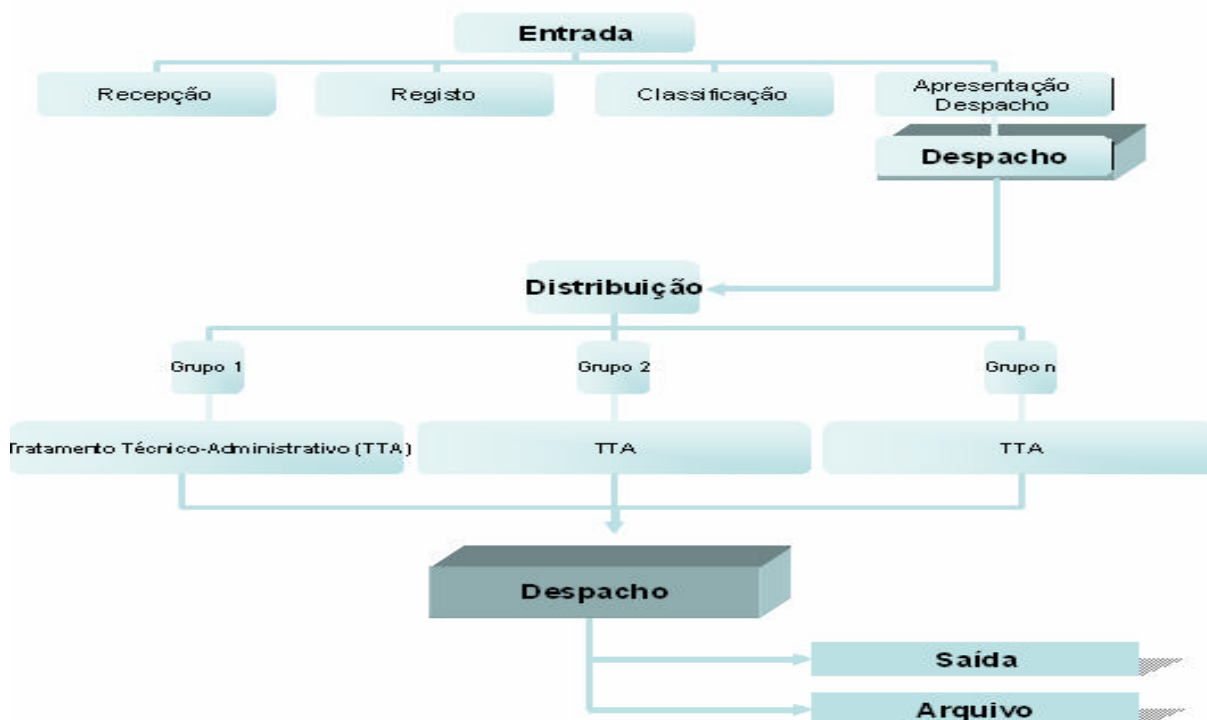 Entrada
Recepção
Registo
Classificação
Apresentação
Despacho
Despacho
Distribuição
Grupo 1
Grupo 2
Grupo n
Tratamento Técnico-Administrativo (TTA)
TTA
TTA
Despacho
Saída
Arquivo